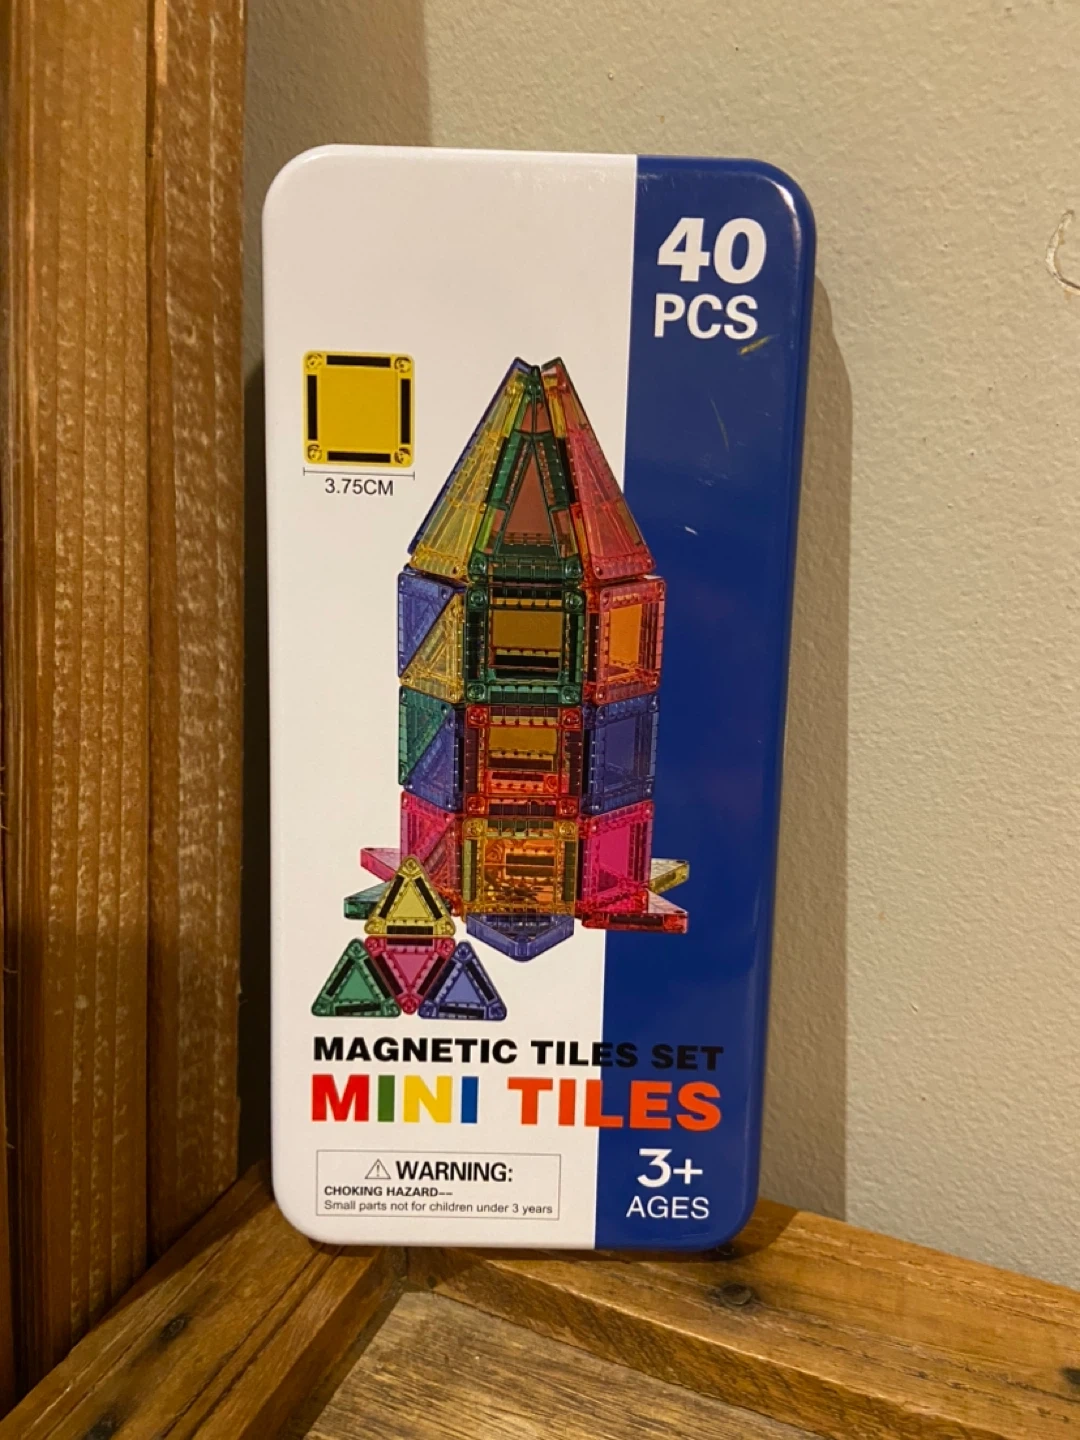 40
PCS
3.75CM
MAGNETIC TILES SET
MINI TILES
⚠ WARNING:
CHOKING HAZARD--
Small parts not for children under 3 years
3+
AGES